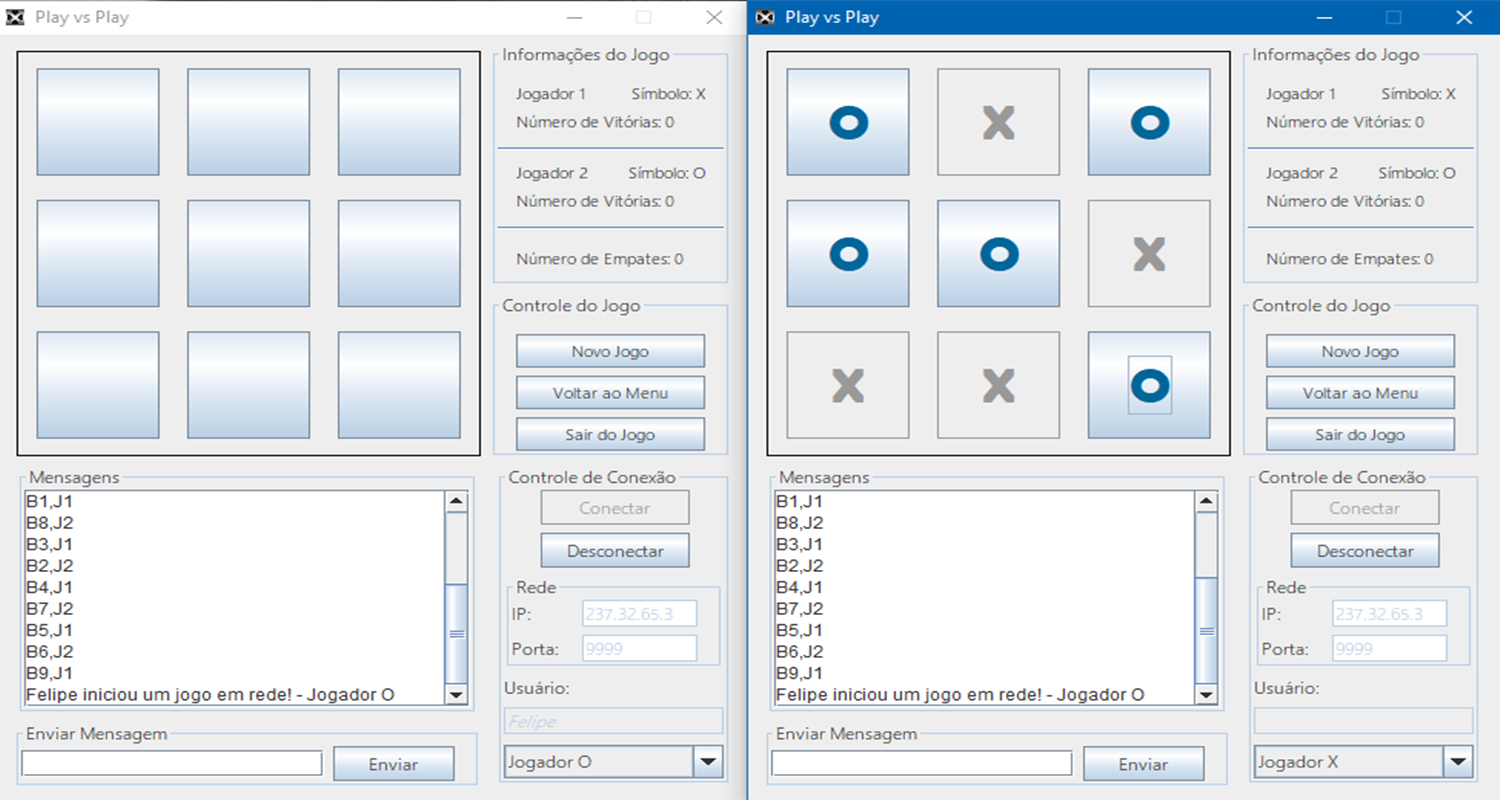 Play vs Play
Informações do Jogo
Jogador 1 Símbolo: X
Número de Vitórias: 0
Jogador 2 Símbolo: O
Número de Vitórias: 0
Número de Empates: 0
Controle do Jogo
Novo Jogo
Voltar ao Menu
Sair do Jogo
Mensagens
B1,J1
B8,J2
B3,J1
B2,J2
B4,J1
B7,J2
B5,J1
B6,J2
B9,J1
Felipe iniciou um jogo em rede! - Jogador O
Enviar Mensagem
Enviar
Controle de Conexão
Conectar
Desconectar
Rede
IP: 237.32.65.3
Porta: 9999
Usuário:
Felipe
Jogador O
Play vs Play
O X O
O O X
X X O
Informações do Jogo
Jogador 1 Símbolo: X
Número de Vitórias: 0
Jogador 2 Símbolo: O
Número de Vitórias: 0
Número de Empates: 0
Controle do Jogo
Novo Jogo
Voltar ao Menu
Sair do Jogo
Mensagens
B1,J1
B8,J2
B3,J1
B2,J2
B4,J1
B7,J2
B5,J1
B6,J2
B9,J1
Felipe iniciou um jogo em rede! - Jogador O
Enviar Mensagem
Enviar
Controle de Conexão
Conectar
Desconectar
Rede
IP: 237.32.65.3
Porta: 9999
Usuário:
Jogador X